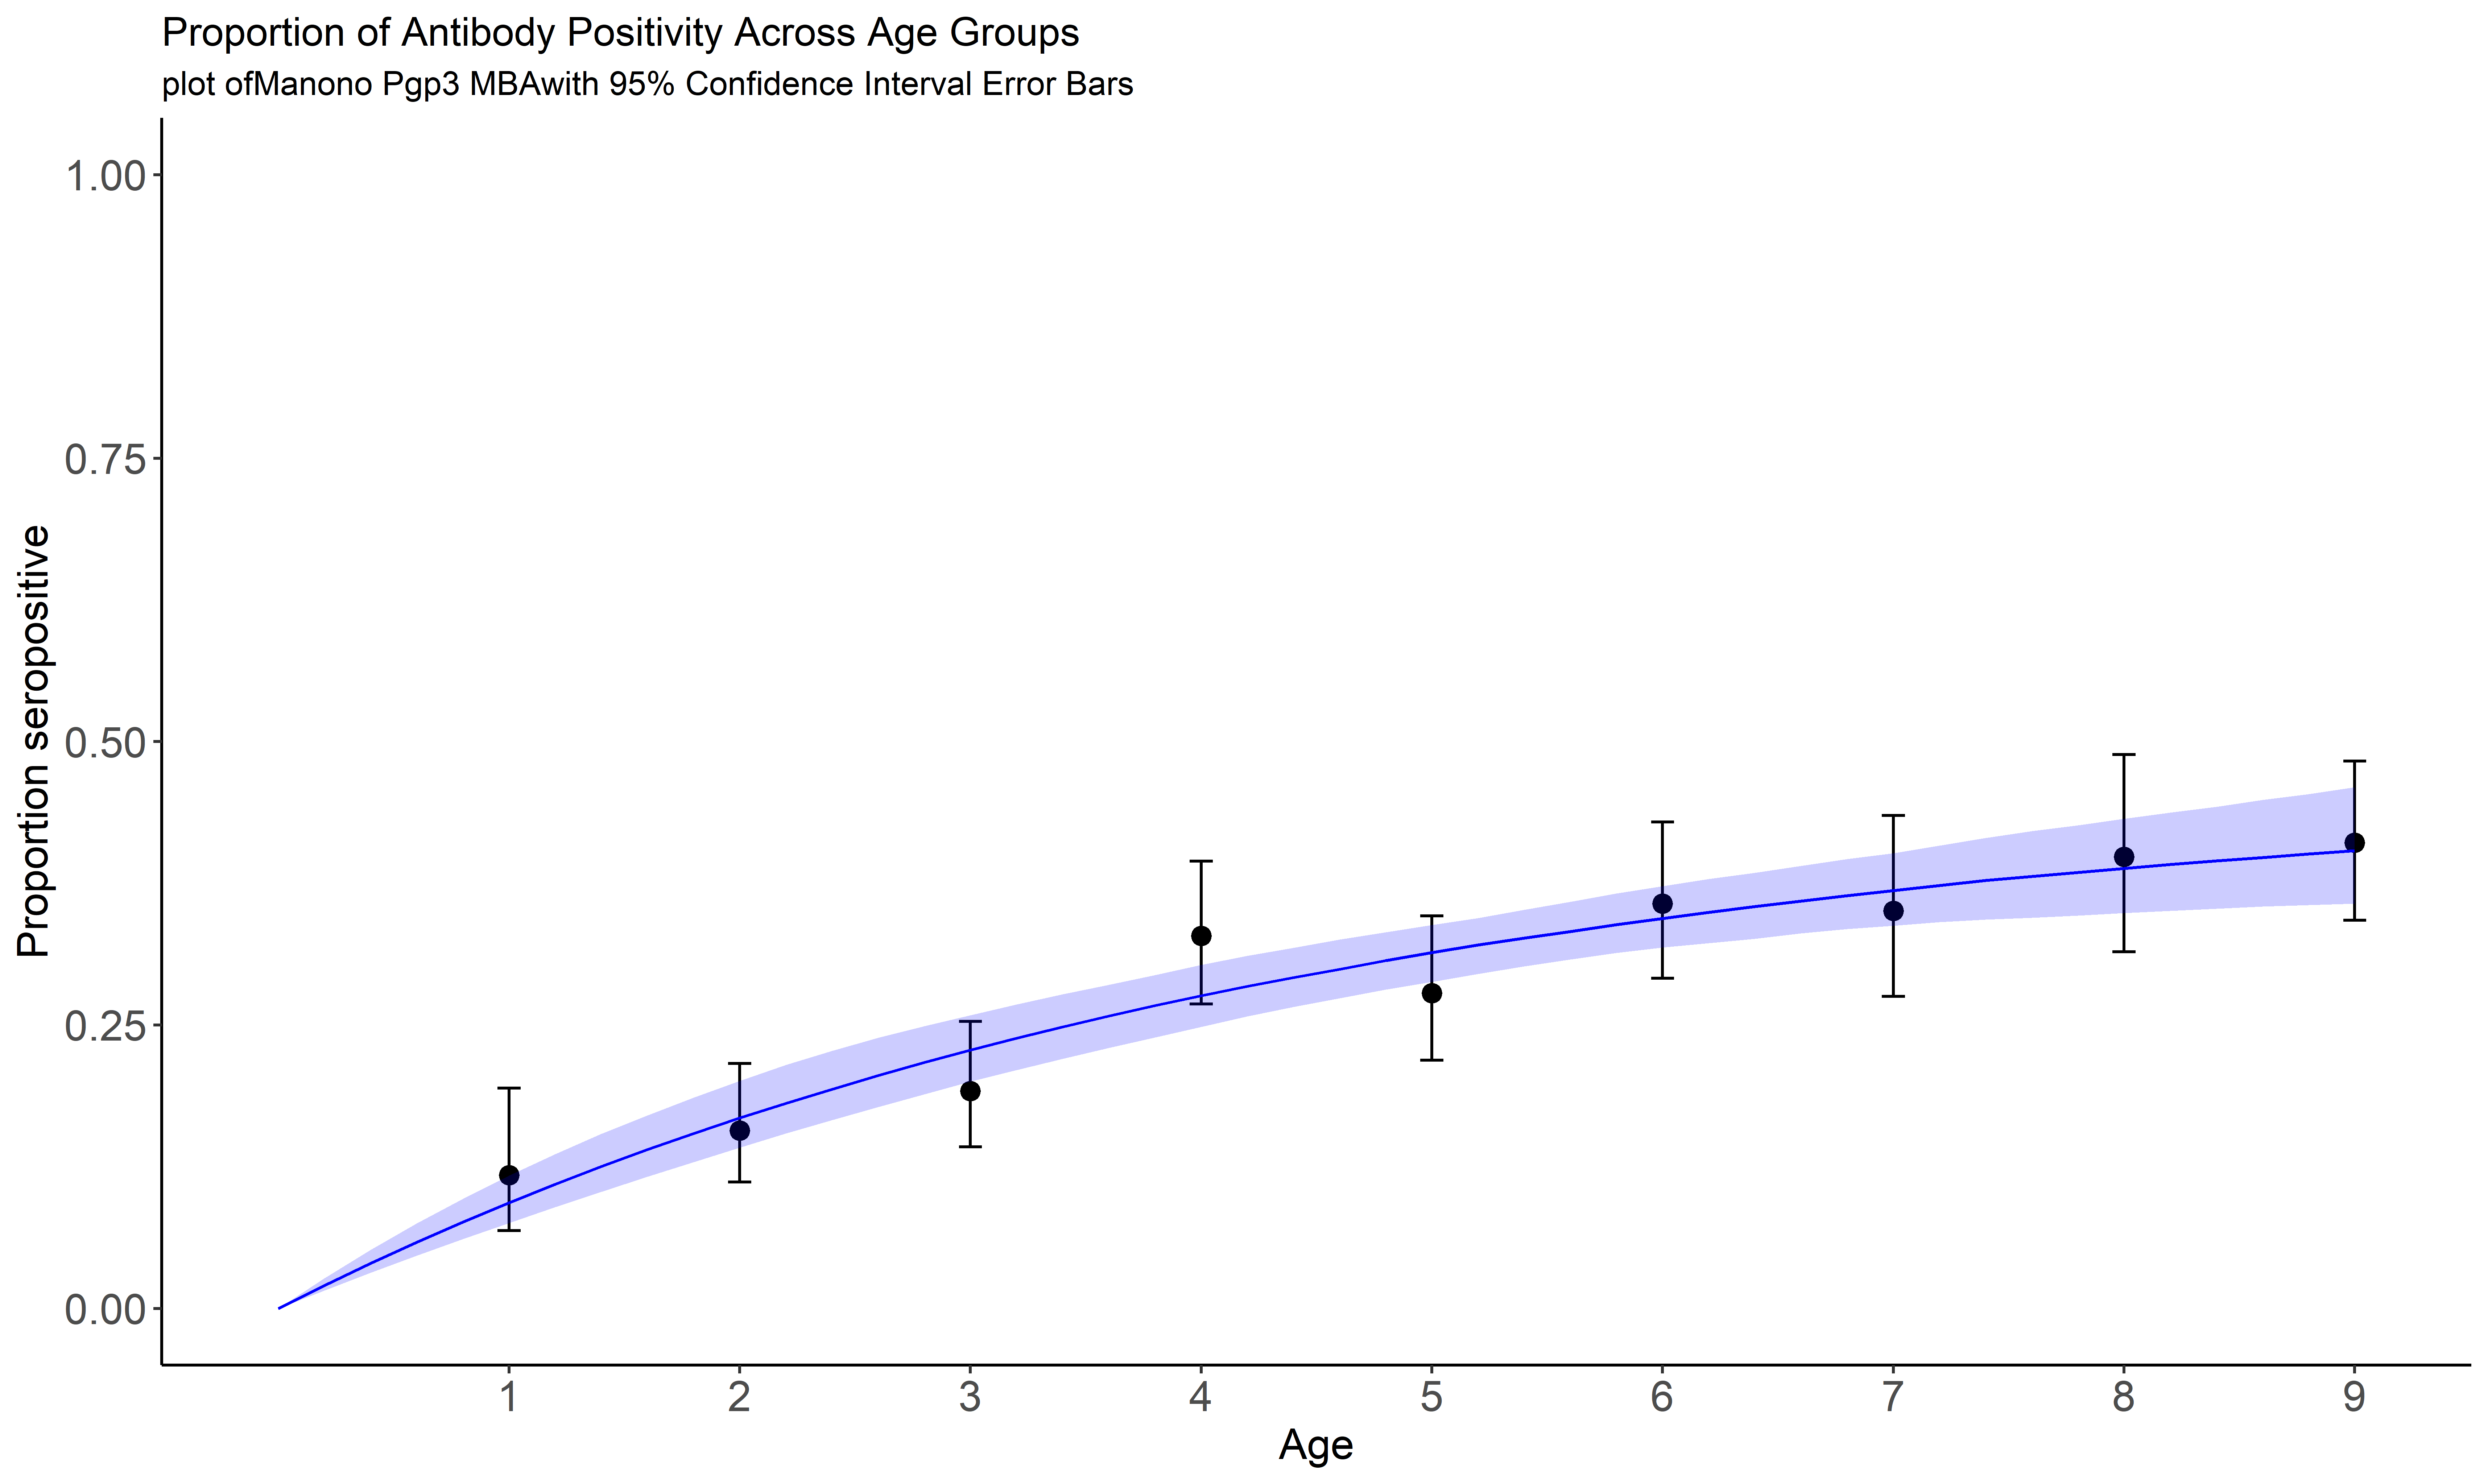 Proportion of Antibody Positivity Across Age Groups
plot ofManono Pgp3 MBAwith 95% Confidence Interval Error Bars
1.00
0.75
0.50
0.25
0.00
Proportion seropositive
1 2 3 4 5 6 7 8 9
Age